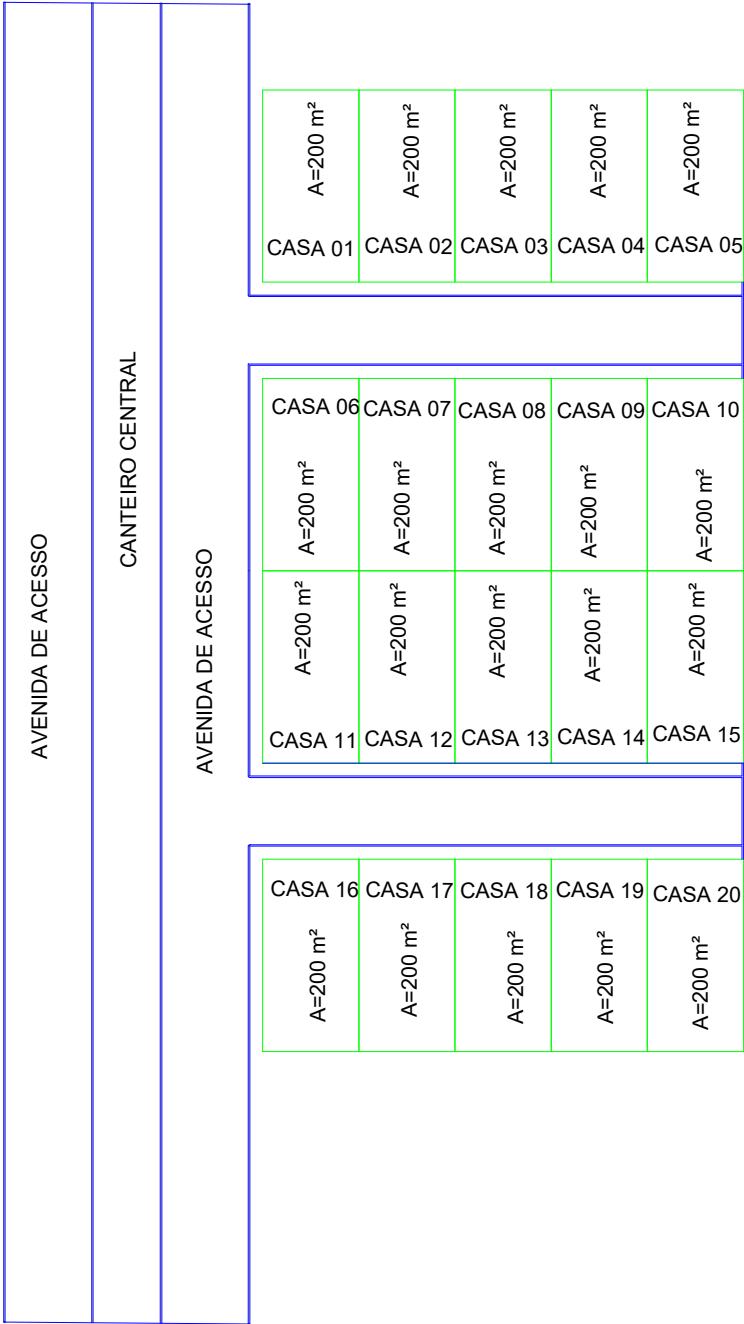 AVENIDA DE ACESSO
CANTEIRO CENTRAL
AVENIDA DE ACESSO
A=200 m²
A=200 m²
A=200 m²
A=200 m²
A=200 m²
CASA 01
CASA 02
CASA 03
CASA 04
CASA 05
CASA 06
CASA 07
CASA 08
CASA 09
CASA 10
A=200 m²
A=200 m²
A=200 m²
A=200 m²
A=200 m²
A=200 m²
A=200 m²
A=200 m²
A=200 m²
A=200 m²
CASA 11
CASA 12
CASA 13
CASA 14
CASA 15
CASA 16
CASA 17
CASA 18
CASA 19
CASA 20
A=200 m²
A=200 m²
A=200 m²
A=200 m²
A=200 m²